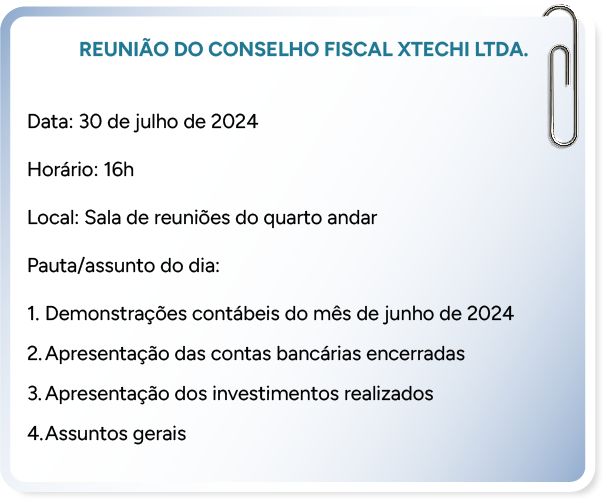 REUNIÃO DO CONSELHO FISCAL XTECHI LTDA.
Data: 30 de julho de 2024
Horário: 16h
Local: Sala de reuniões do quarto andar
Pauta/assunto do dia:
1. Demonstrações contábeis do mês de junho de 2024
2. Apresentação das contas bancárias encerradas
3. Apresentação dos investimentos realizados
4. Assuntos gerais